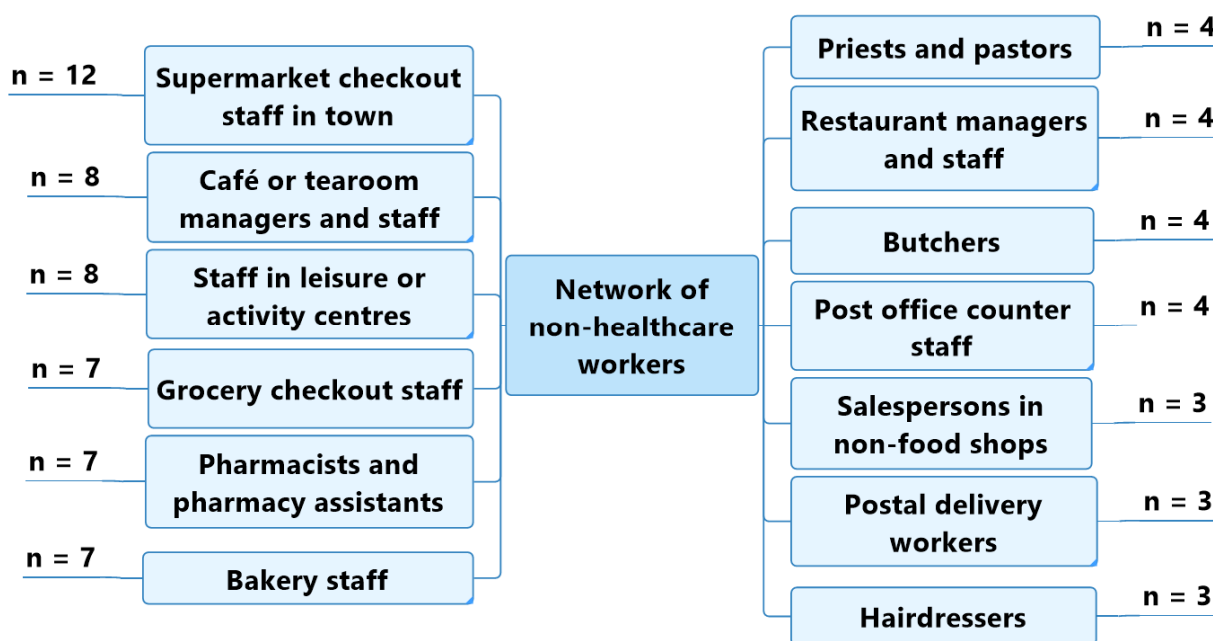 n = 12
Supermarket checkout
staff in town
n = 8
Café or tearoom
managers and staff
n = 8
Staff in leisure or
activity centres
n = 7
Grocery checkout staff
n = 7
Pharmacists and
pharmacy assistants
n = 7
Bakery staff
Network of
non-healthcare
workers
Priests and pastors
n = 4
Restaurant managers
and staff
n = 4
Butchers
n = 4
Post office counter
staff
n = 4
Salespersons in
non-food shops
n = 3
Postal delivery
workers
n = 3
Hairdressers
n = 3